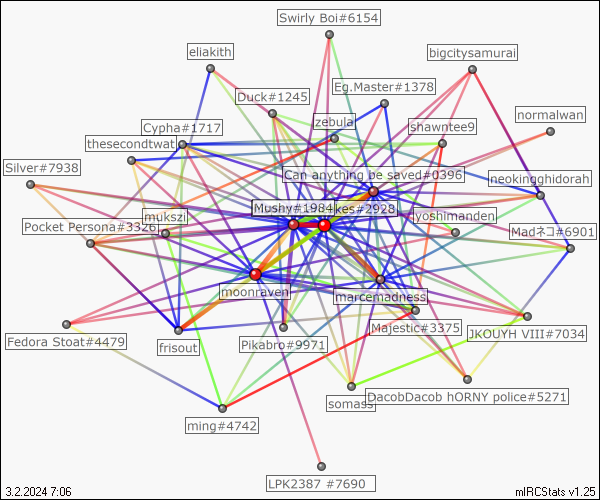 Swirly Boi#6154
eliakith
bigcitysamurai
Eg.Master#1378
Duck#1245
normalwan
zebula
Cypha#1717
shawntee9
thesecondtwat
Silver#7938
Can anything be saved#0396
neokingghidorah
Mushy#1984
kes#2928
mukszi
lyoshimanden
Pocket Persona#3326
Madネコ#6901
moonraven
marcemadness
Majestic#3375
JKOUYH VIII#7034
Fedora Stoat#4479
frisout
Pikabro#9971
somass
DacobDacob hORNY police#5271
ming#4742
LPK2387 #7690
3.2.2024 7:06
mIRCStats v1.25